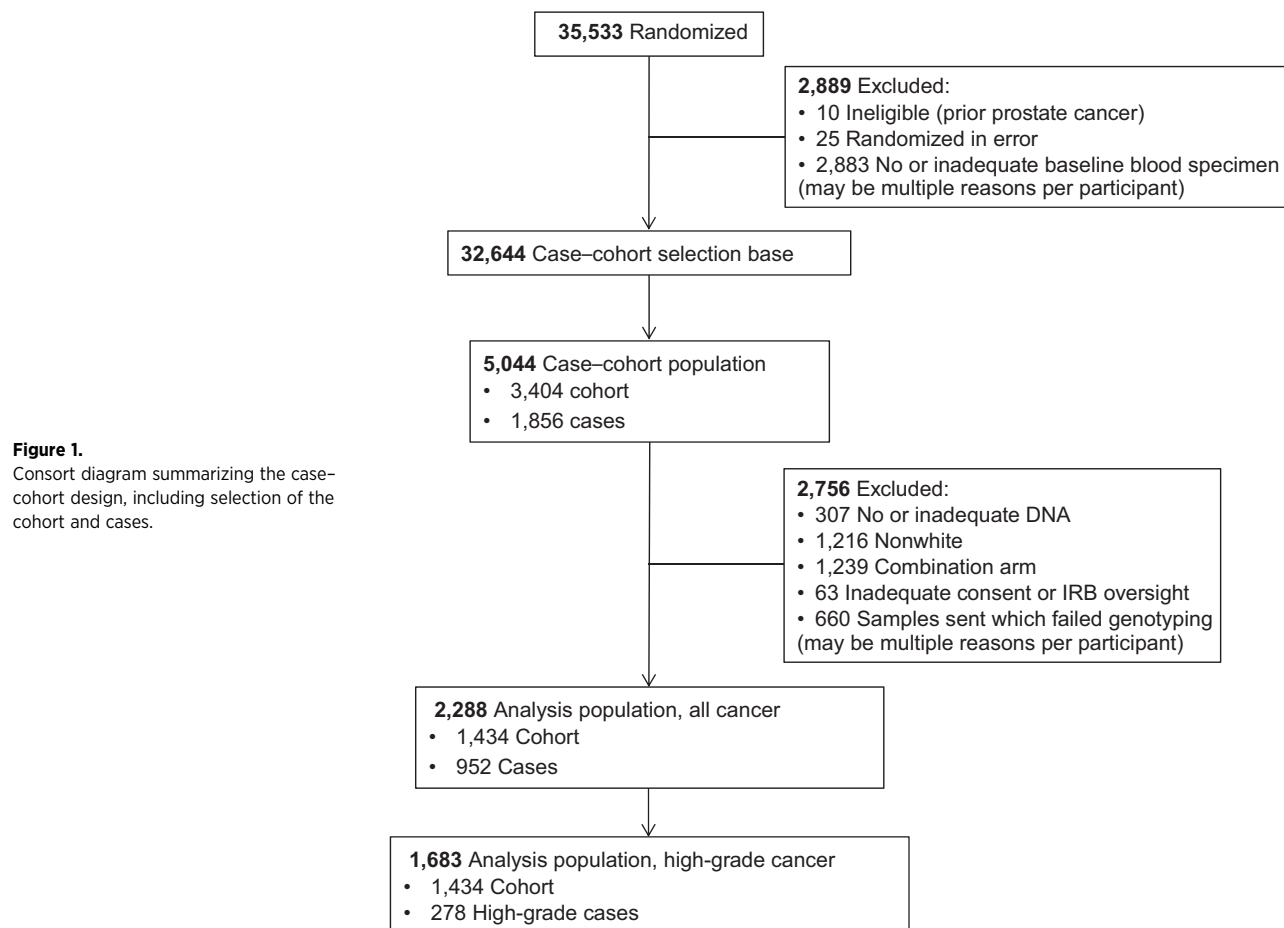 35,533 Randomized
2,889 Excluded:
• 10 Ineligible (prior prostate cancer)
• 25 Randomized in error
• 2,883 No or inadequate baseline blood specimen
(may be multiple reasons per participant)
32,644 Case–cohort selection base
5,044 Case–cohort population
• 3,404 cohort
• 1,856 cases
Figure 1.
Consort diagram summarizing the case–
cohort design, including selection of the
cohort and cases.
2,756 Excluded:
• 307 No or inadequate DNA
• 1,216 Nonwhite
• 1,239 Combination arm
• 63 Inadequate consent or IRB oversight
• 660 Samples sent which failed genotyping
(may be multiple reasons per participant)
2,288 Analysis population, all cancer
• 1,434 Cohort
• 952 Cases
1,683 Analysis population, high-grade cancer
• 1,434 Cohort
• 278 High-grade cases